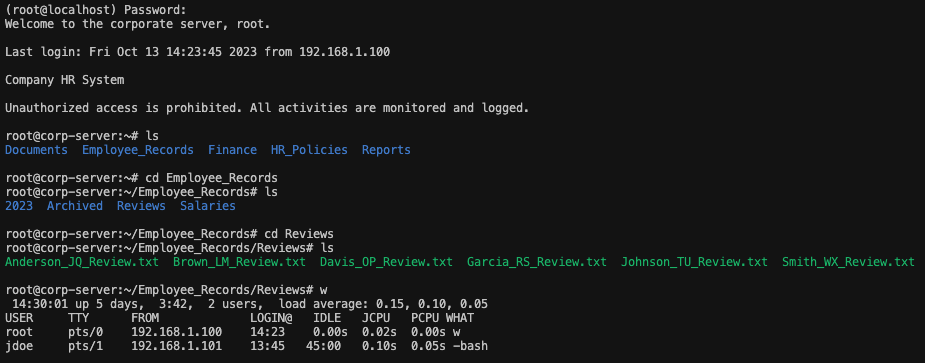 (root@localhost) Password:
Welcome to the corporate server, root.
Last login: Fri Oct 13 14:23:45 2023 from 192.168.1.100
Company HR System
Unauthorized access is prohibited. All activities are monitored and logged.
root@corp-server:~# ls
Documents  Employee_Records  Finance  HR_Policies  Reports
root@corp-server:~# cd Employee_Records
root@corp-server:~/Employee_Records# ls
2023  Archived  Reviews  Salaries
root@corp-server:~/Employee_Records# cd Reviews
root@corp-server:~/Employee_Records/Reviews# ls
Anderson_JQ_Review.txt  Brown_LM_Review.txt  Davis_OP_Review.txt  Garcia_RS_Review.txt  Johnson_TU_Review.txt  Smith_WX_Review.txt
root@corp-server:~/Employee_Records/Reviews# w
 14:30:01 up 5 days,  3:42,  2 users,  load average: 0.15, 0.10, 0.05
USER     TTY      FROM             LOGIN@   IDLE   JCPU   PCPU WHAT
root     pts/0    192.168.1.100    14:23    0.00s  0.02s  0.00s w
jdoe     pts/1    192.168.1.101    13:45   45:00   0.10s  0.05s -bash